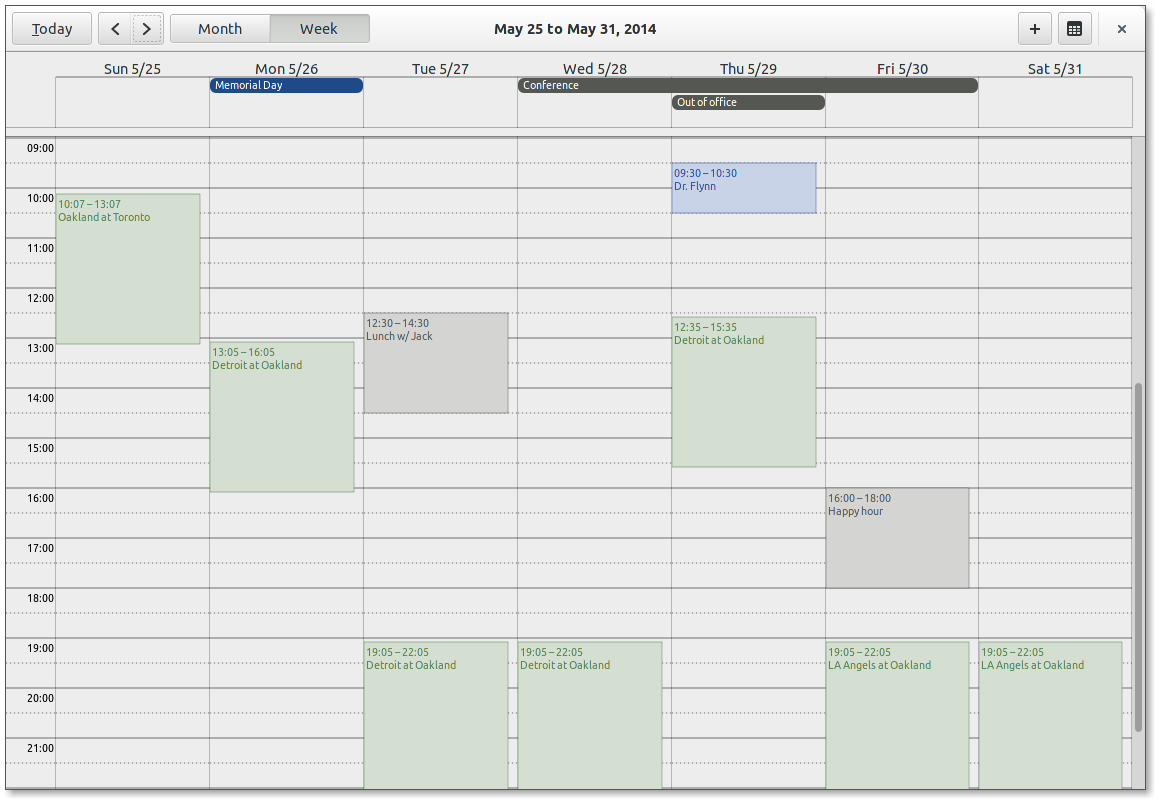 Today < > Month Week May 25 to May 31, 2014 + ×
Sun 5/25 Mon 5/26 Tue 5/27 Wed 5/28 Thu 5/29 Fri 5/30 Sat 5/31
Memorial Day Conference
Out of office
09:00
09:30 – 10:30
Dr. Flynn
10:00
10:07 – 13:07
Oakland at Toronto
11:00
12:00
12:30 – 14:30
Lunch w/ Jack
12:35 – 15:35
Detroit at Oakland
13:00
13:05 – 16:05
Detroit at Oakland
14:00
15:00
16:00
16:00 – 18:00
Happy hour
17:00
18:00
19:00
19:05 – 22:05
Detroit at Oakland
19:05 – 22:05
Detroit at Oakland
19:05 – 22:05
LA Angels at Oakland
19:05 – 22:05
LA Angels at Oakland
20:00
21:00